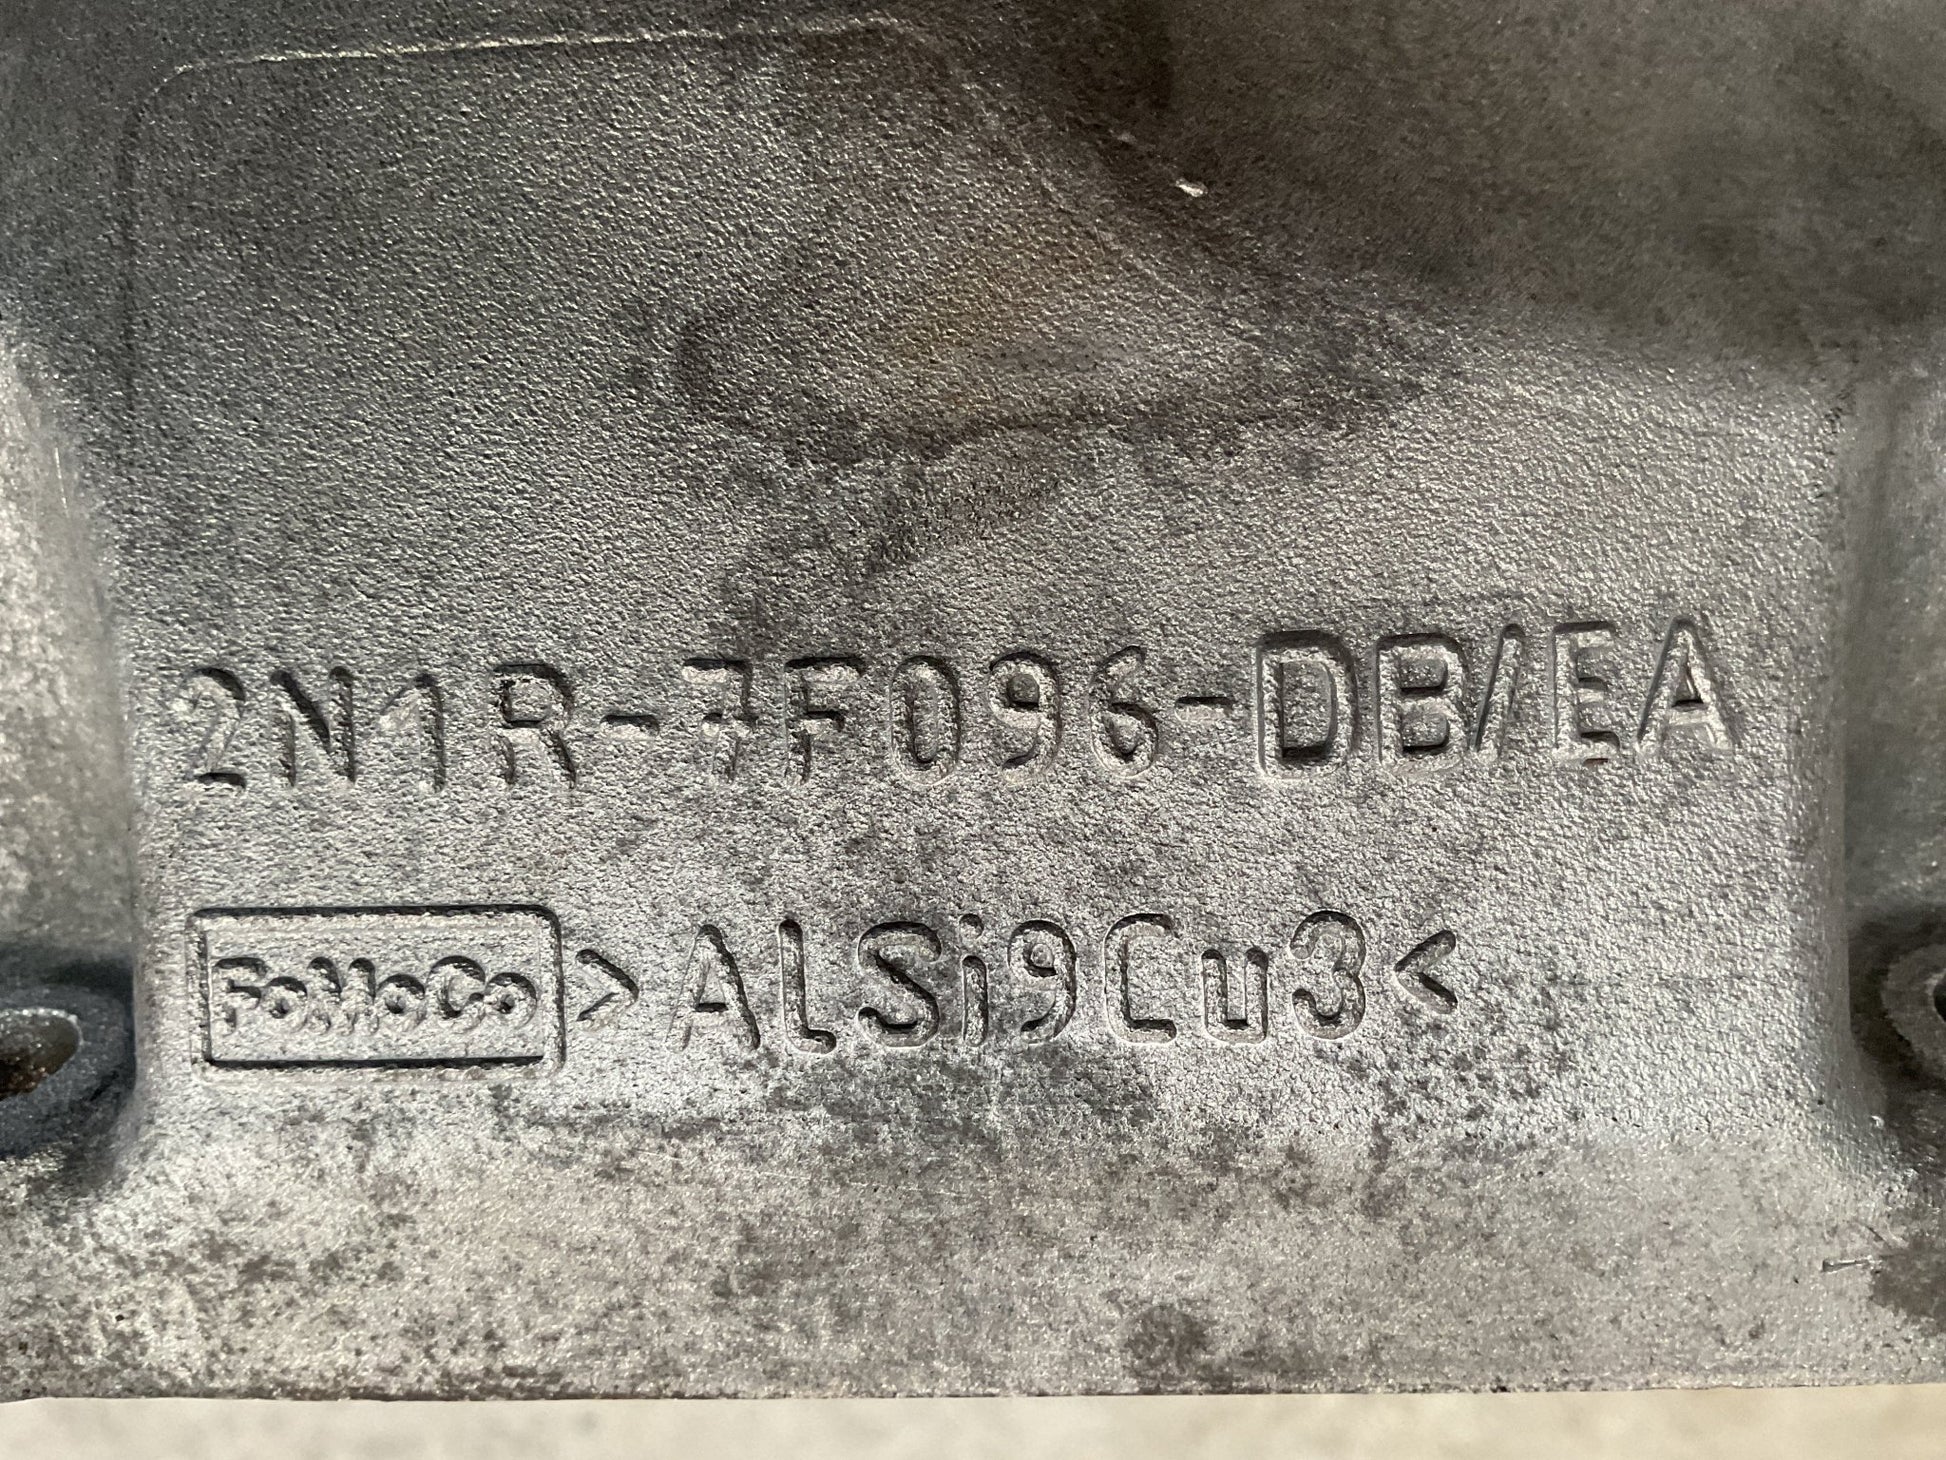 2N1R-7F096-DB/EA
FoMoCo >AlSi9Cu3<